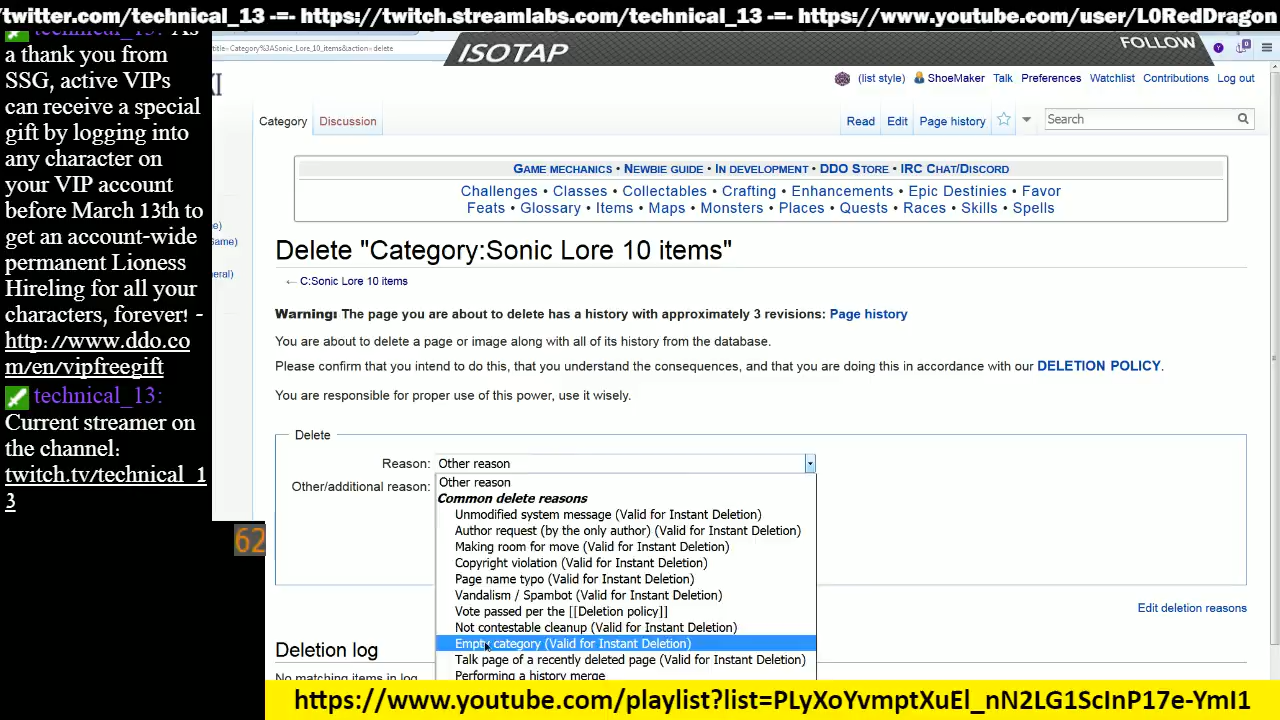 /twitter.com/technical_13 -=- https://twitch.streamlabs.com/technical_13 -=- https://www.youtube.com/user/L0RedDragon
technical_13: As
a thank you from
SSG, active VIPs
can receive a special
gift by logging into
any character on
your VIP account
before March 13th to
get an account-wide
permanent Lioness
Hireling for all your
characters, forever! -
http://www.ddo.co
m/en/vipfreegift
technical_13:
Current streamer on
the channel:
twitch.tv/technical_1
3
62
title=Category%3ASonic_Lore_10_items&action=delete
ISOTAP
FOLLOW
(list style) ShoeMaker Talk Preferences Watchlist Contributions Log out
Category Discussion Read Edit Page history Search
GAME MECHANICS • NEWBIE GUIDE • IN DEVELOPMENT • DDO STORE • IRC CHAT/DISCORD
Challenges • Classes • Collectables • Crafting • Enhancements • Epic Destinies • Favor
Feats • Glossary • Items • Maps • Monsters • Places • Quests • Races • Skills • Spells
Delete "Category:Sonic Lore 10 items"
← C:Sonic Lore 10 items
Warning: The page you are about to delete has a history with approximately 3 revisions: Page history
You are about to delete a page or image along with all of its history from the database.
Please confirm that you intend to do this, that you understand the consequences, and that you are doing this in accordance with our DELETION POLICY.
You are responsible for proper use of this power, use it wisely.
Delete
Reason: Other reason
Other/additional reason:
Other reason
Common delete reasons
Unmodified system message (Valid for Instant Deletion)
Author request (by the only author) (Valid for Instant Deletion)
Making room for move (Valid for Instant Deletion)
Copyright violation (Valid for Instant Deletion)
Page name typo (Valid for Instant Deletion)
Vandalism / Spambot (Valid for Instant Deletion)
Vote passed per the [[Deletion policy]]
Not contestable cleanup (Valid for Instant Deletion)
Empty category (Valid for Instant Deletion)
Talk page of a recently deleted page (Valid for Instant Deletion)
Performing a history merge
Edit deletion reasons
Deletion log
No matching items in log
https://www.youtube.com/playlist?list=PLyXoYvmptXuEl_nN2LG1ScInP17e-YmI1